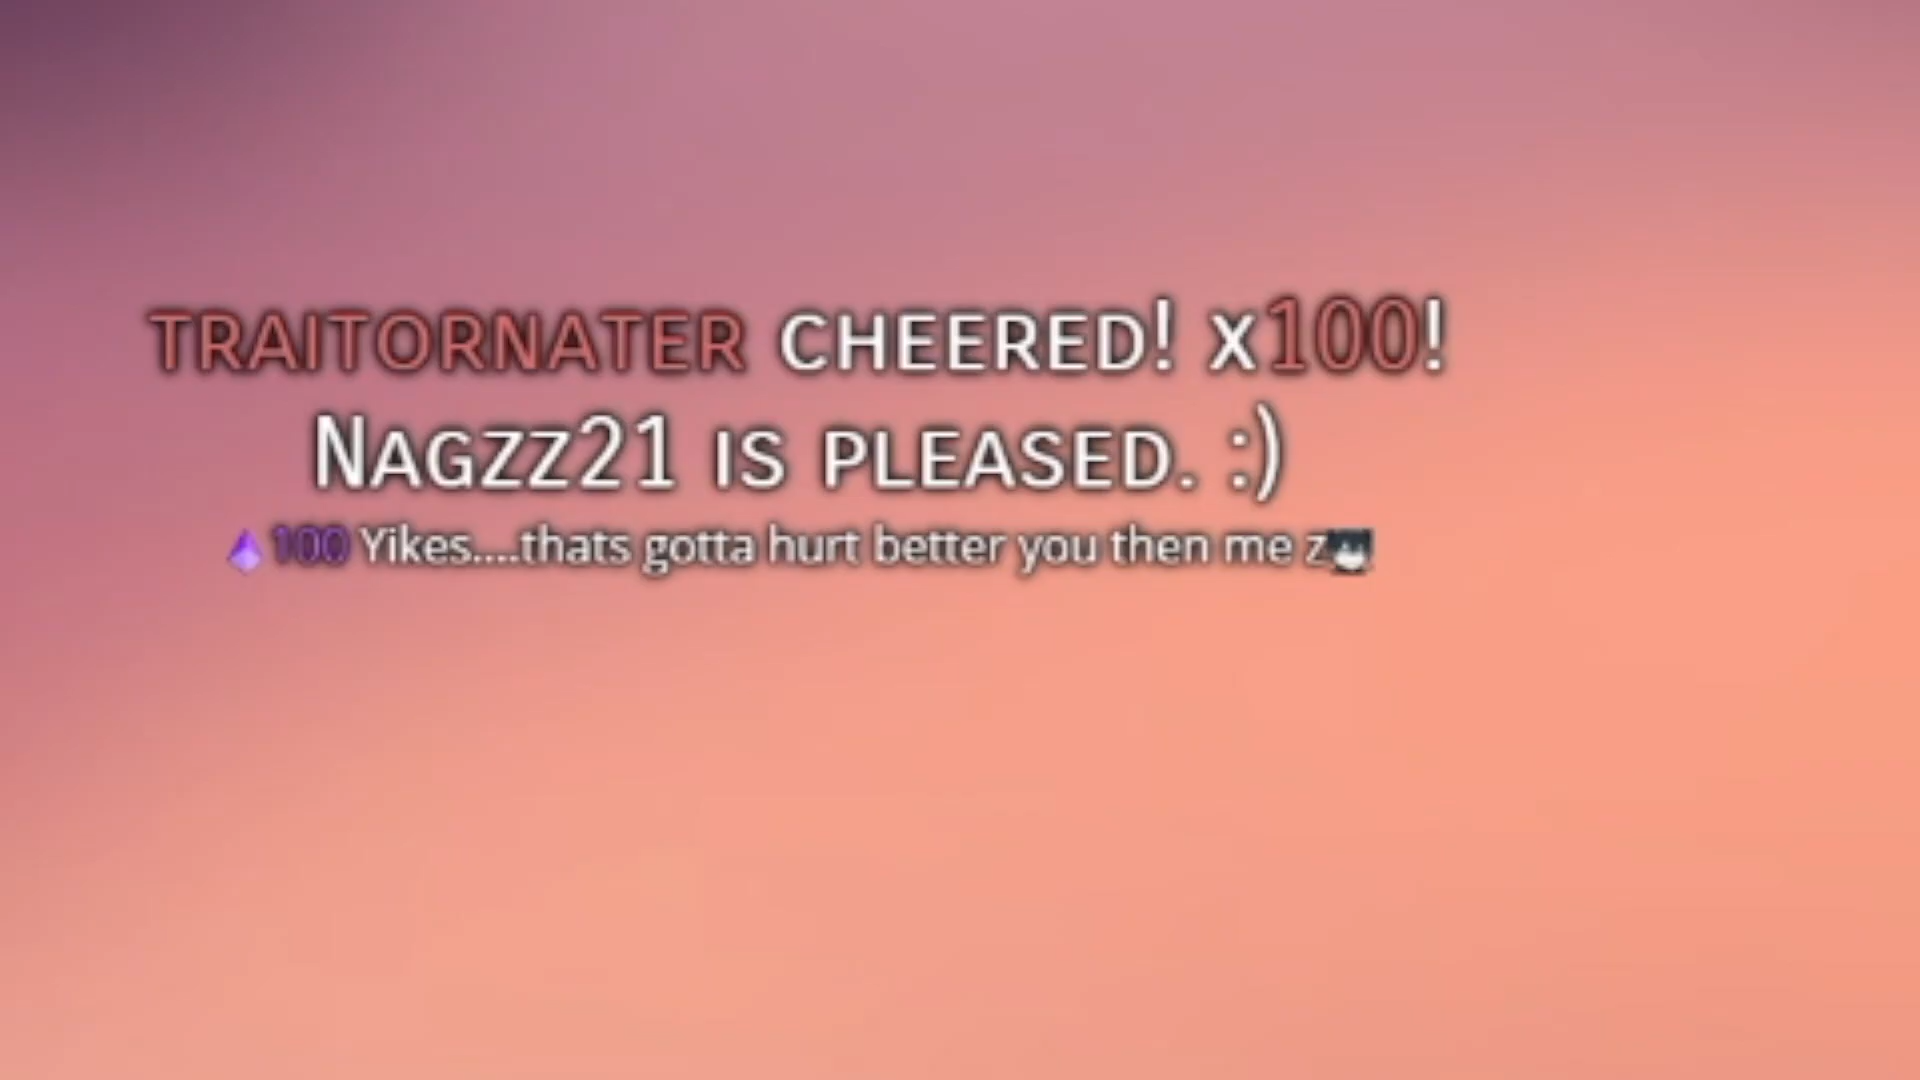 TRAITORNATER CHEERED! X100!
NAGZZ21 IS PLEASED. :)
100 Yikes....thats gotta hurt better you then me z